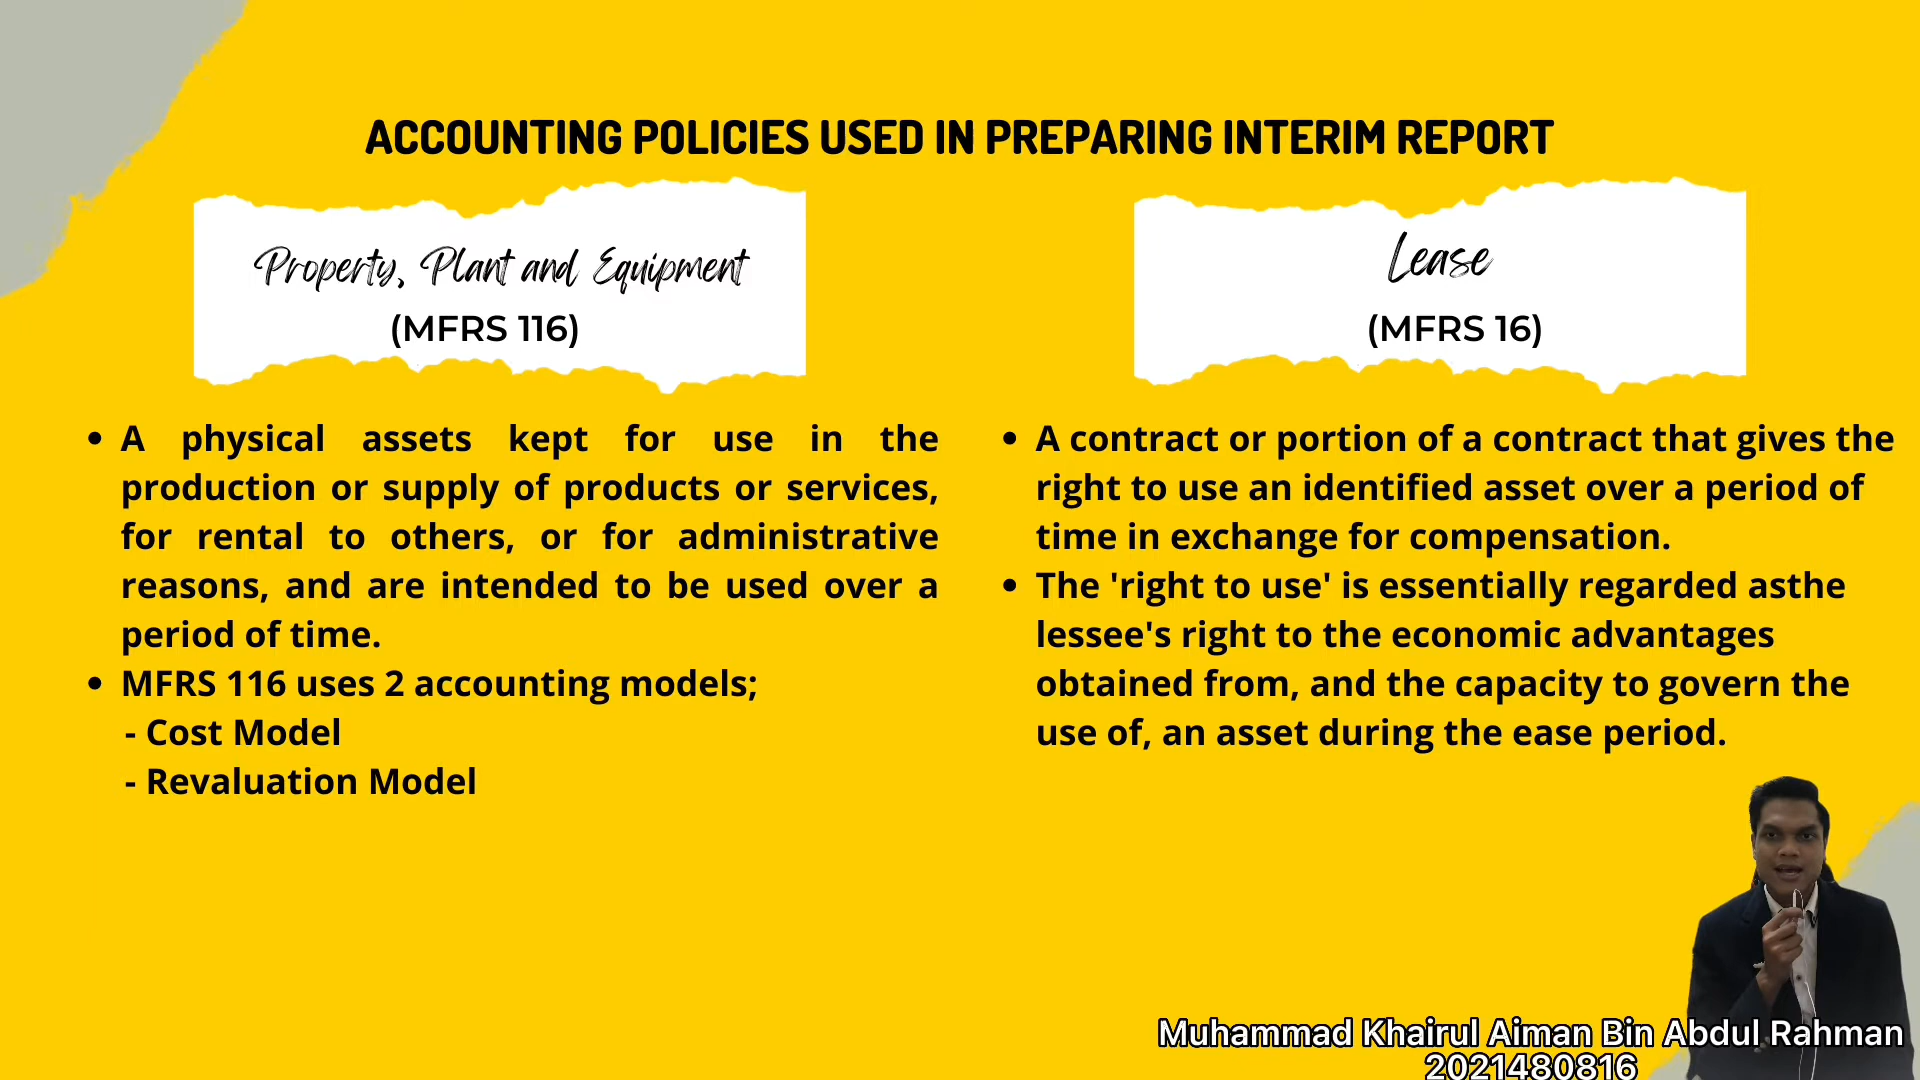 ACCOUNTING POLICIES USED IN PREPARING INTERIM REPORT
Property, Plant and Equipment
(MFRS 116)
• A physical assets kept for use in the
production or supply of products or services,
for rental to others, or for administrative
reasons, and are intended to be used over a
period of time.
• MFRS 116 uses 2 accounting models;
- Cost Model
- Revaluation Model
Lease
(MFRS 16)
• A contract or portion of a contract that gives the
right to use an identified asset over a period of
time in exchange for compensation.
• The 'right to use' is essentially regarded asthe
lessee's right to the economic advantages
obtained from, and the capacity to govern the
use of, an asset during the ease period.
Muhammad Khairul Aiman Bin Abdul Rahman
2021480816